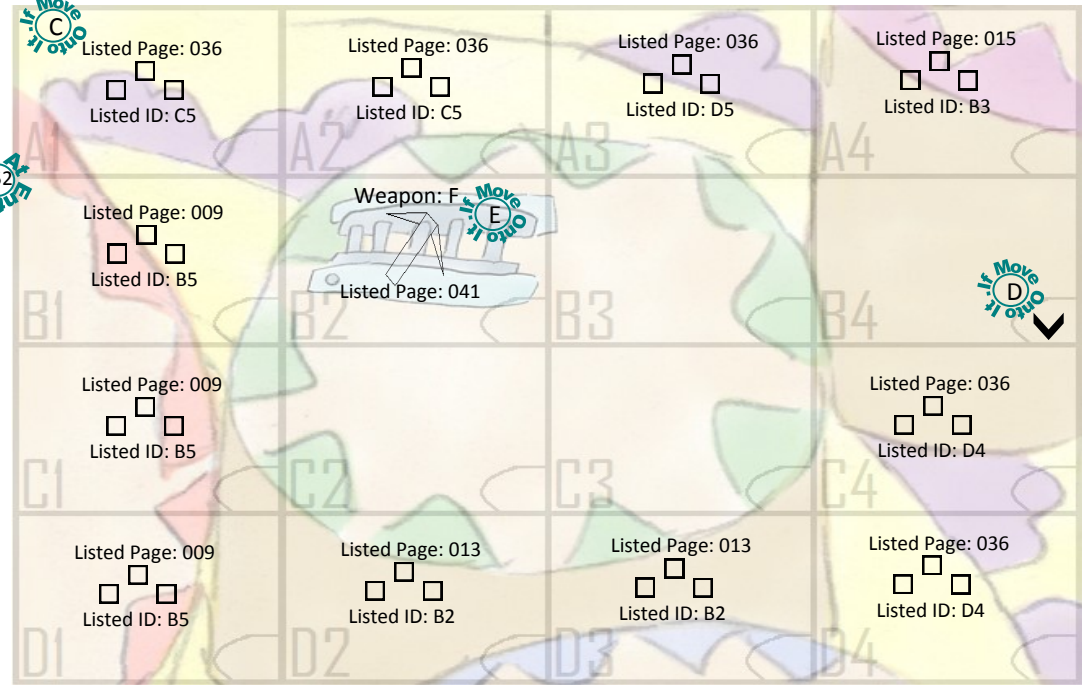 If Move Onto It.
C
Listed Page: 036
Listed ID: C5
A1
Listed Page: 036
Listed ID: C5
A2
Listed Page: 036
Listed ID: D5
A3
Listed Page: 015
Listed ID: B3
A4
2
At En
Listed Page: 009
Listed ID: B5
B1
Weapon: F
If Move Onto It.
E
Listed Page: 041
B2
B3
If Move Onto It.
D
B4
Listed Page: 009
Listed ID: B5
C1
C2
C3
Listed Page: 036
Listed ID: D4
C4
Listed Page: 009
Listed ID: B5
D1
Listed Page: 013
Listed ID: B2
D2
Listed Page: 013
Listed ID: B2
D3
Listed Page: 036
Listed ID: D4
D4